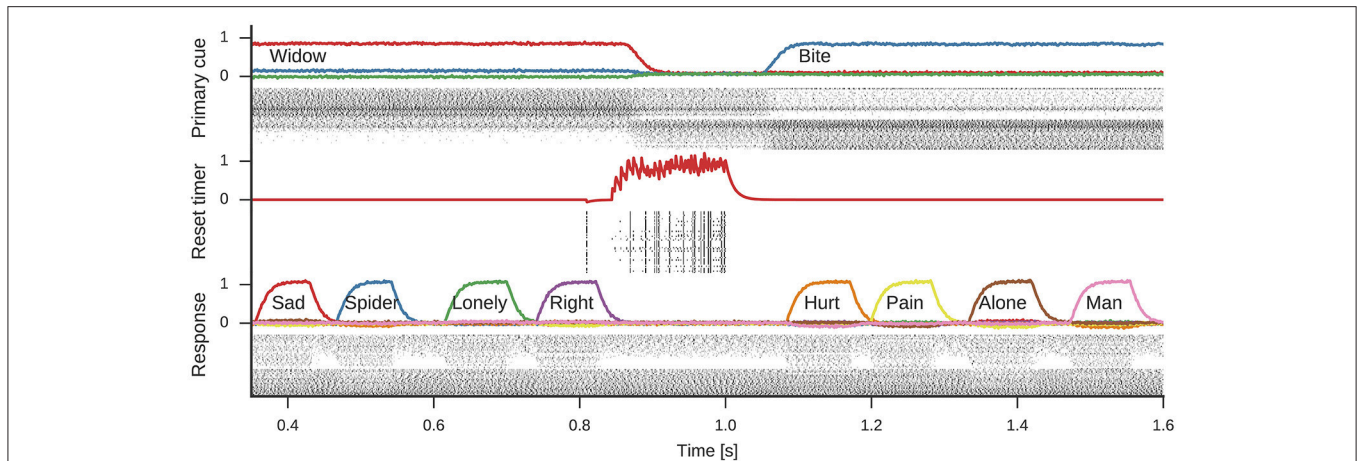 Primary cue
1
0
Widow
Bite
Reset timer
1
0
Response
1
0
Sad Spider Lonely Right Hurt Pain Alone Man
0.4 0.6 0.8 1.0 1.2 1.4 1.6
Time [s]